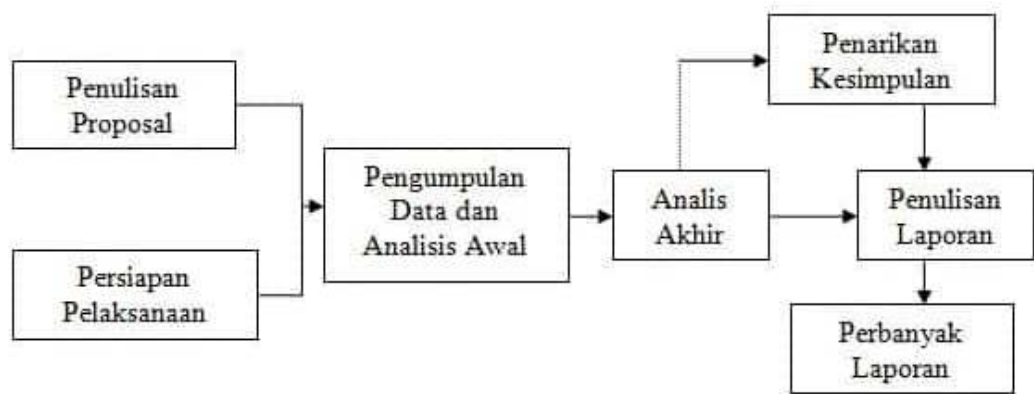 Penulisan
Proposal
Persiapan
Pelaksanaan
Pengumpulan
Data dan
Analisis Awal
Analis
Akhir
Penarikan
Kesimpulan
Penulisan
Laporan
Perbanyak
Laporan